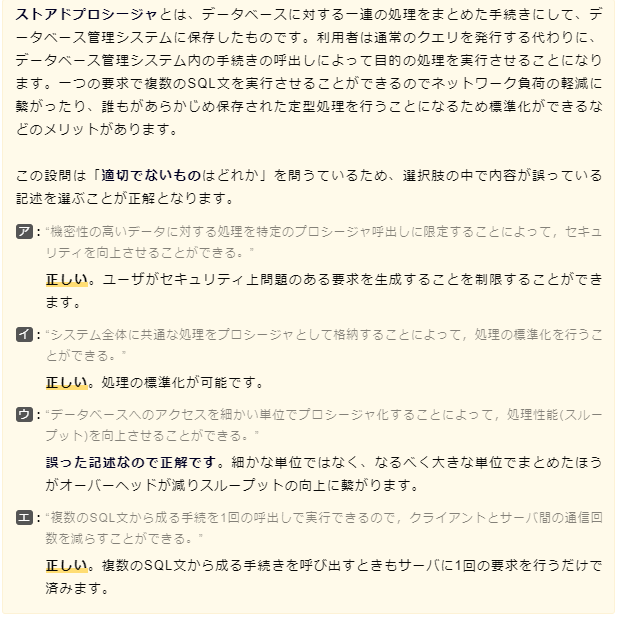 ストアドプロシージャとは、データベースに対する一連の処理をまとめた手続きにして、デ
ータベース管理システムに保存したものです。利用者は通常のクエリを発行する代わりに、
データベース管理システム内の手続きの呼出しによって目的の処理を実行させることになり
ます。一つの要求で複数のSQL文を実行させることができるのでネットワーク負荷の軽減に
繋がったり、誰もがあらかじめ保存された定型処理を行うことになるため標準化ができるな
どのメリットがあります。
この設問は「適切でないものはどれか」を問うているため、選択肢の中で内容が誤っている
記述を選ぶことが正解となります。
ア:“機密性の高いデータに対する処理を特定のプロシージャ呼出しに限定することによって，セキュ
リティを向上させることができる。”
正しい。ユーザがセキュリティ上問題のある要求を生成することを制限することができ
ます。
イ:“システム全体に共通な処理をプロシージャとして格納することによって，処理の標準化を行うこ
とができる。”
正しい。処理の標準化が可能です。
ウ:“データベースへのアクセスを細かい単位でプロシージャ化することによって，処理性能(スルー
プット)を向上させることができる。”
誤った記述なので正解です。細かな単位ではなく、なるべく大きな単位でまとめたほう
がオーバーヘッドが減りスループットの向上に繋がります。
エ:“複数のSQL文から成る手続を1回の呼出しで実行できるので，クライアントとサーバ間の通信回
数を減らすことができる。”
正しい。複数のSQL文から成る手続きを呼び出すときもサーバに1回の要求を行うだけで
済みます。